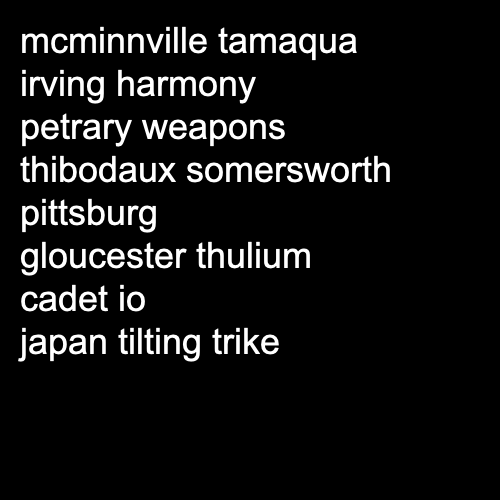 mcminnville tamaqua
irving harmony
petrary weapons
thibodaux somersworth
pittsburg
gloucester thulium
cadet io
japan tilting trike